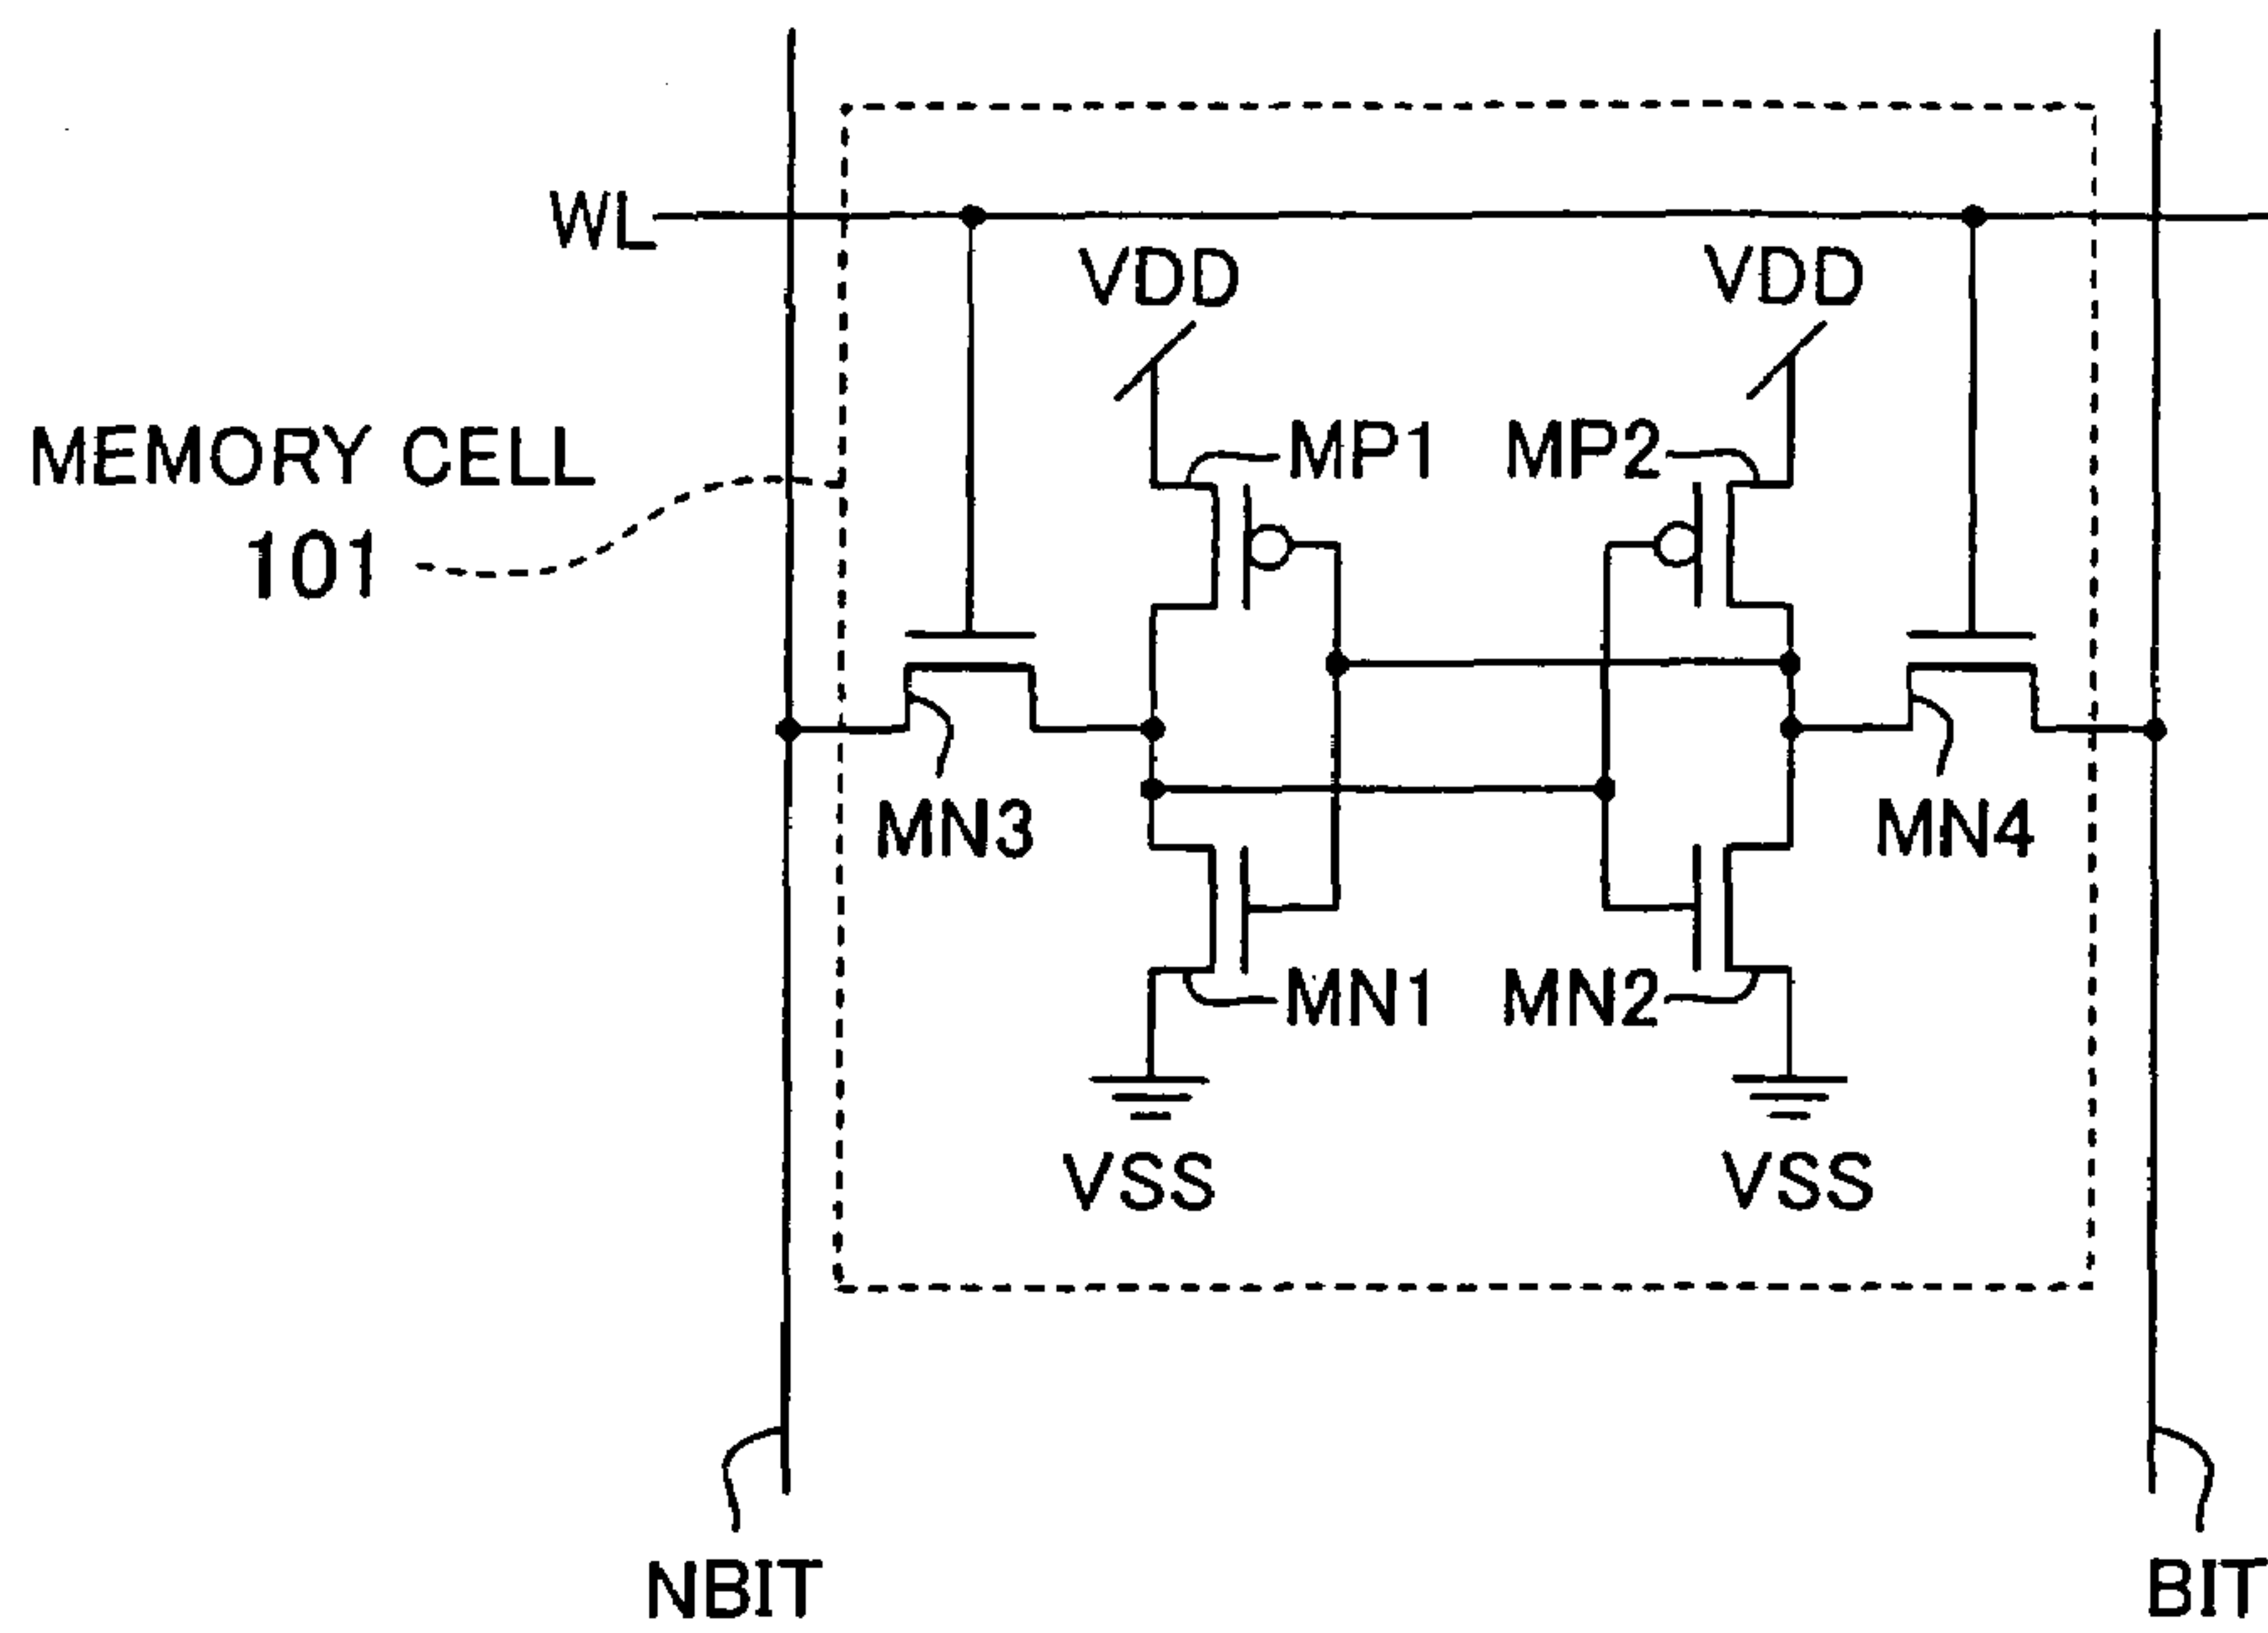 WL
VDD
VDD
MEMORY CELL
101
MP1
MP2
MN3
MN4
MN1
MN2
VSS
VSS
NBIT
BIT